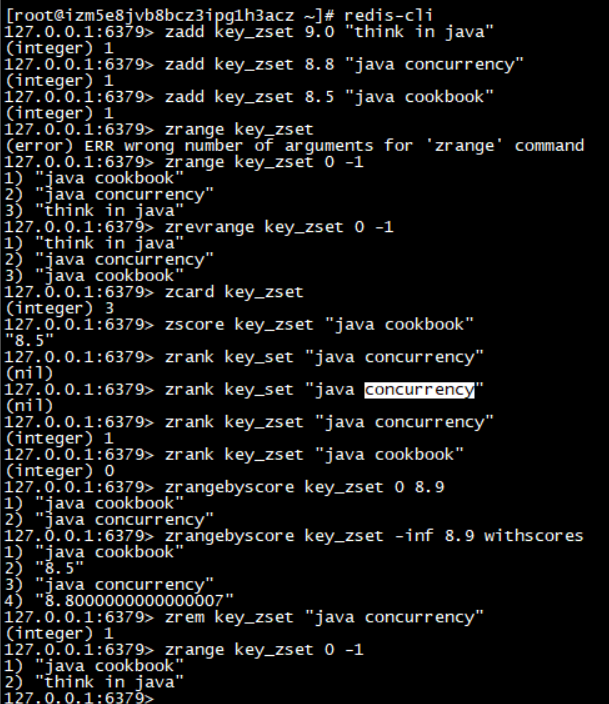 [root@izm5e8jvb8bcz3ipg1h3acz ~]# redis-cli
127.0.0.1:6379> zadd key_zset 9.0 "think in java"
(integer) 1
127.0.0.1:6379> zadd key_zset 8.8 "java concurrency"
(integer) 1
127.0.0.1:6379> zadd key_zset 8.5 "java cookbook"
(integer) 1
127.0.0.1:6379> zrange key_zset
(error) ERR wrong number of arguments for 'zrange' command
127.0.0.1:6379> zrange key_zset 0 -1
1) "java cookbook"
2) "java concurrency"
3) "think in java"
127.0.0.1:6379> zrevrange key_zset 0 -1
1) "think in java"
2) "java concurrency"
3) "java cookbook"
127.0.0.1:6379> zcard key_zset
(integer) 3
127.0.0.1:6379> zscore key_zset "java cookbook"
"8.5"
127.0.0.1:6379> zrank key_set "java concurrency"
(nil)
127.0.0.1:6379> zrank key_set "java concurrency"
(nil)
127.0.0.1:6379> zrank key_zset "java concurrency"
(integer) 1
127.0.0.1:6379> zrank key_zset "java cookbook"
(integer) 0
127.0.0.1:6379> zrangebyscore key_zset 0 8.9
1) "java cookbook"
2) "java concurrency"
127.0.0.1:6379> zrangebyscore key_zset -inf 8.9 withscores
1) "java cookbook"
2) "8.5"
3) "java concurrency"
4) "8.8000000000000007"
127.0.0.1:6379> zrem key_zset "java concurrency"
(integer) 1
127.0.0.1:6379> zrange key_zset 0 -1
1) "java cookbook"
2) "think in java"
127.0.0.1:6379>